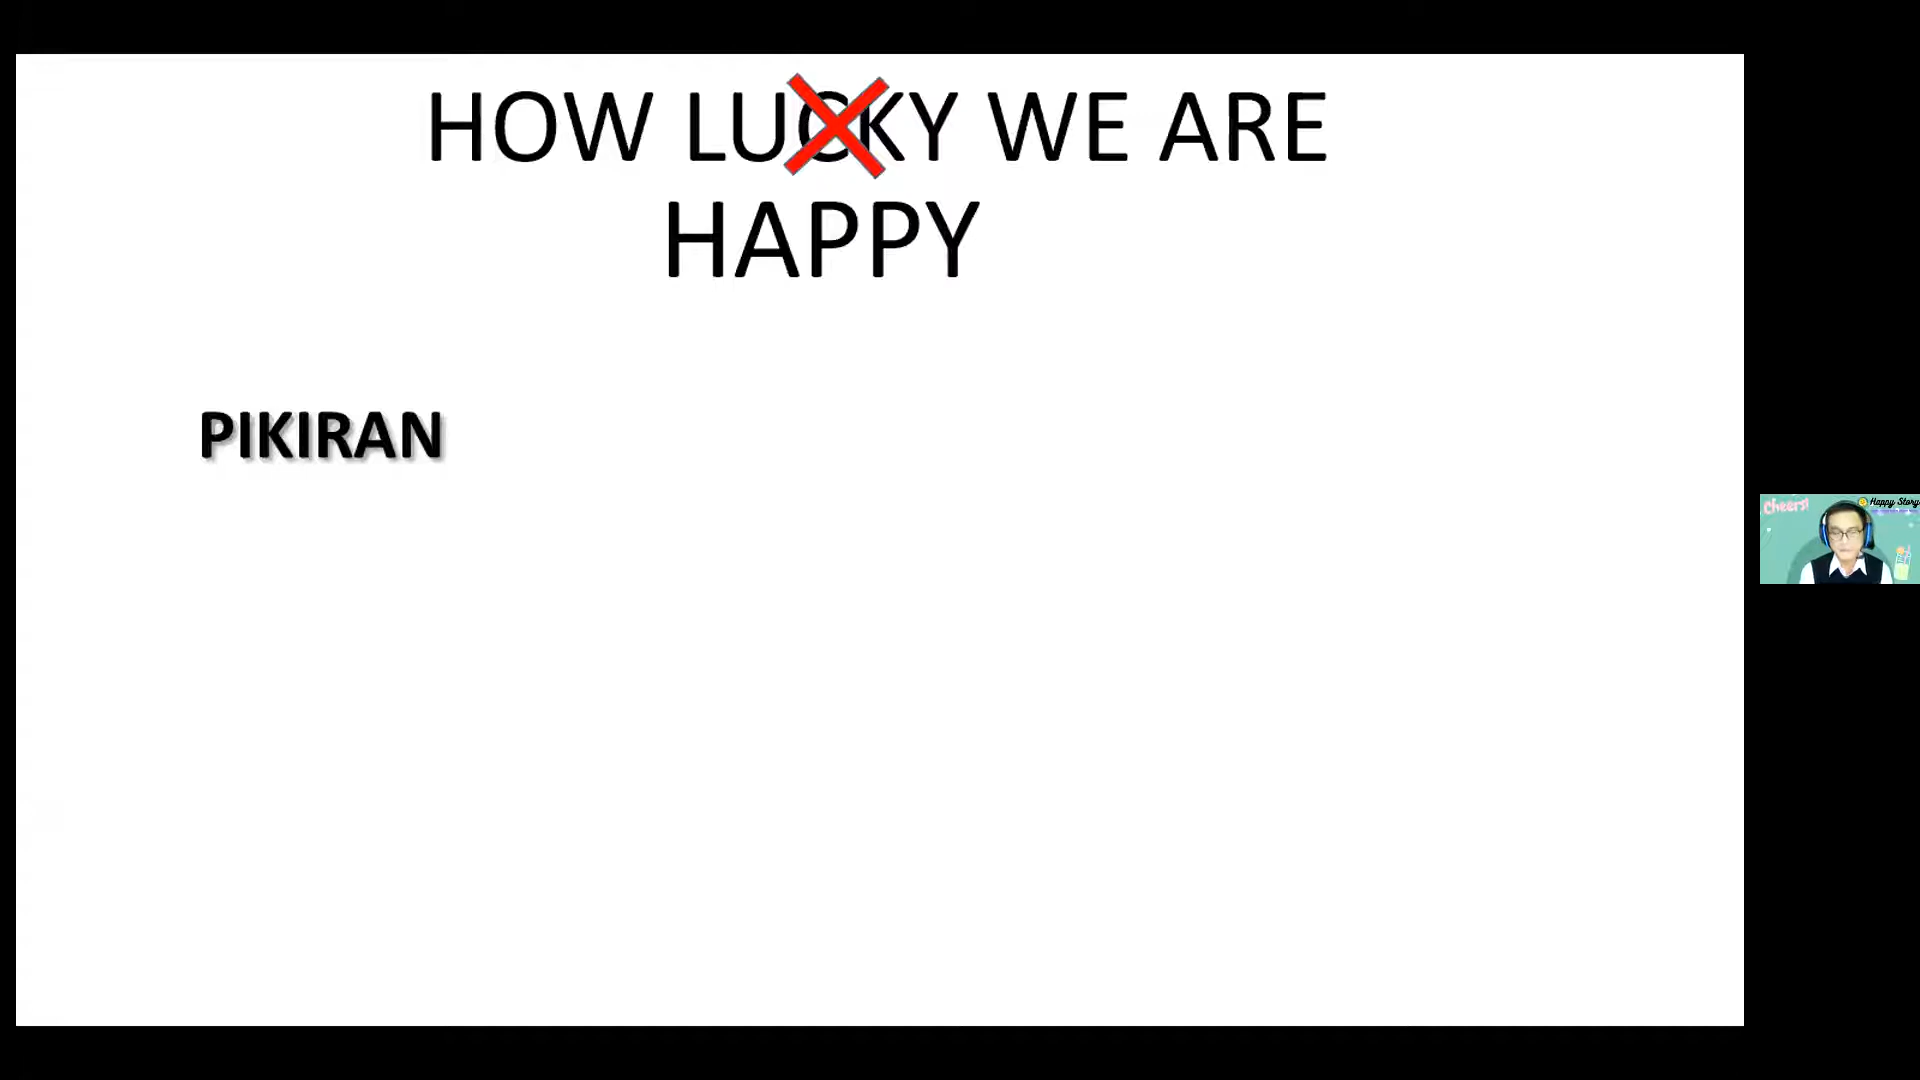 HOW LUCKY WE ARE
HAPPY
PIKIRAN
Cheers!
Happy Story